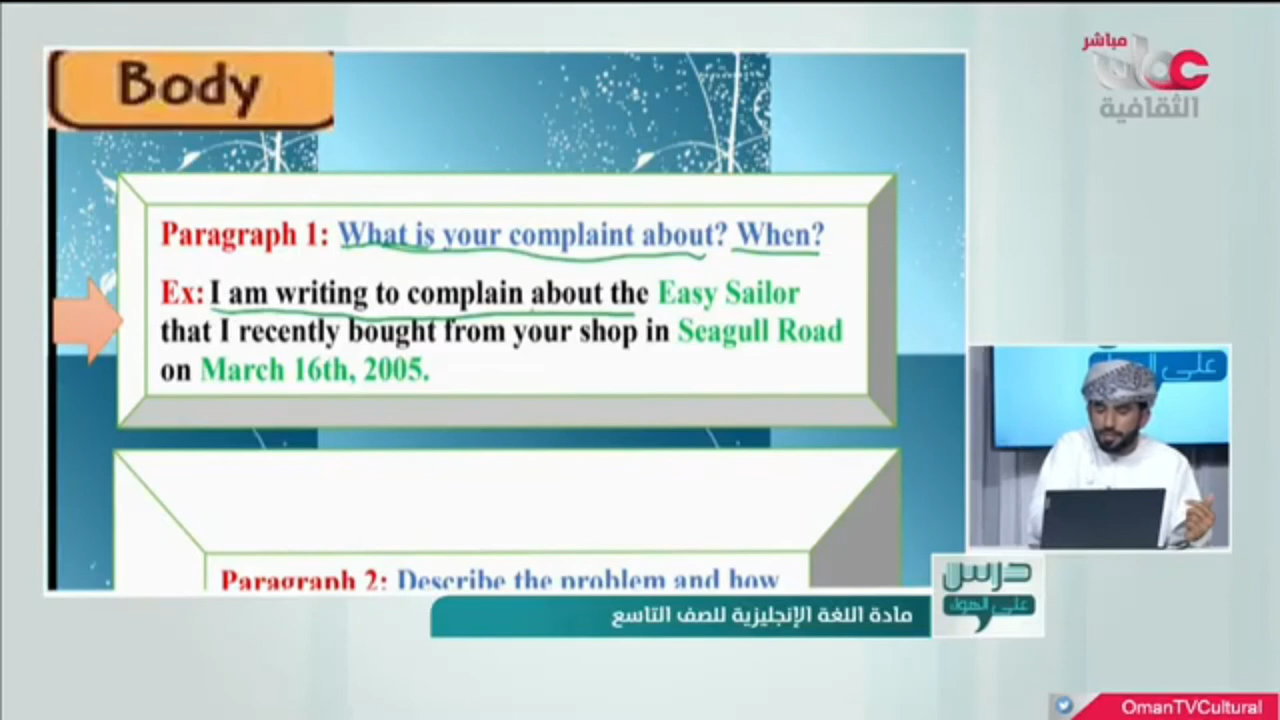 مباشر
عمان
الثقافية
Body
Paragraph 1: What is your complaint about? When?
Ex: I am writing to complain about the Easy Sailor
that I recently bought from your shop in Seagull Road
on March 16th, 2005.
على الهواء
Paragraph 2: Describe the problem and how
درس
على الهواء
مادة اللغة الإنجليزية للصف التاسع
OmanTVCultural